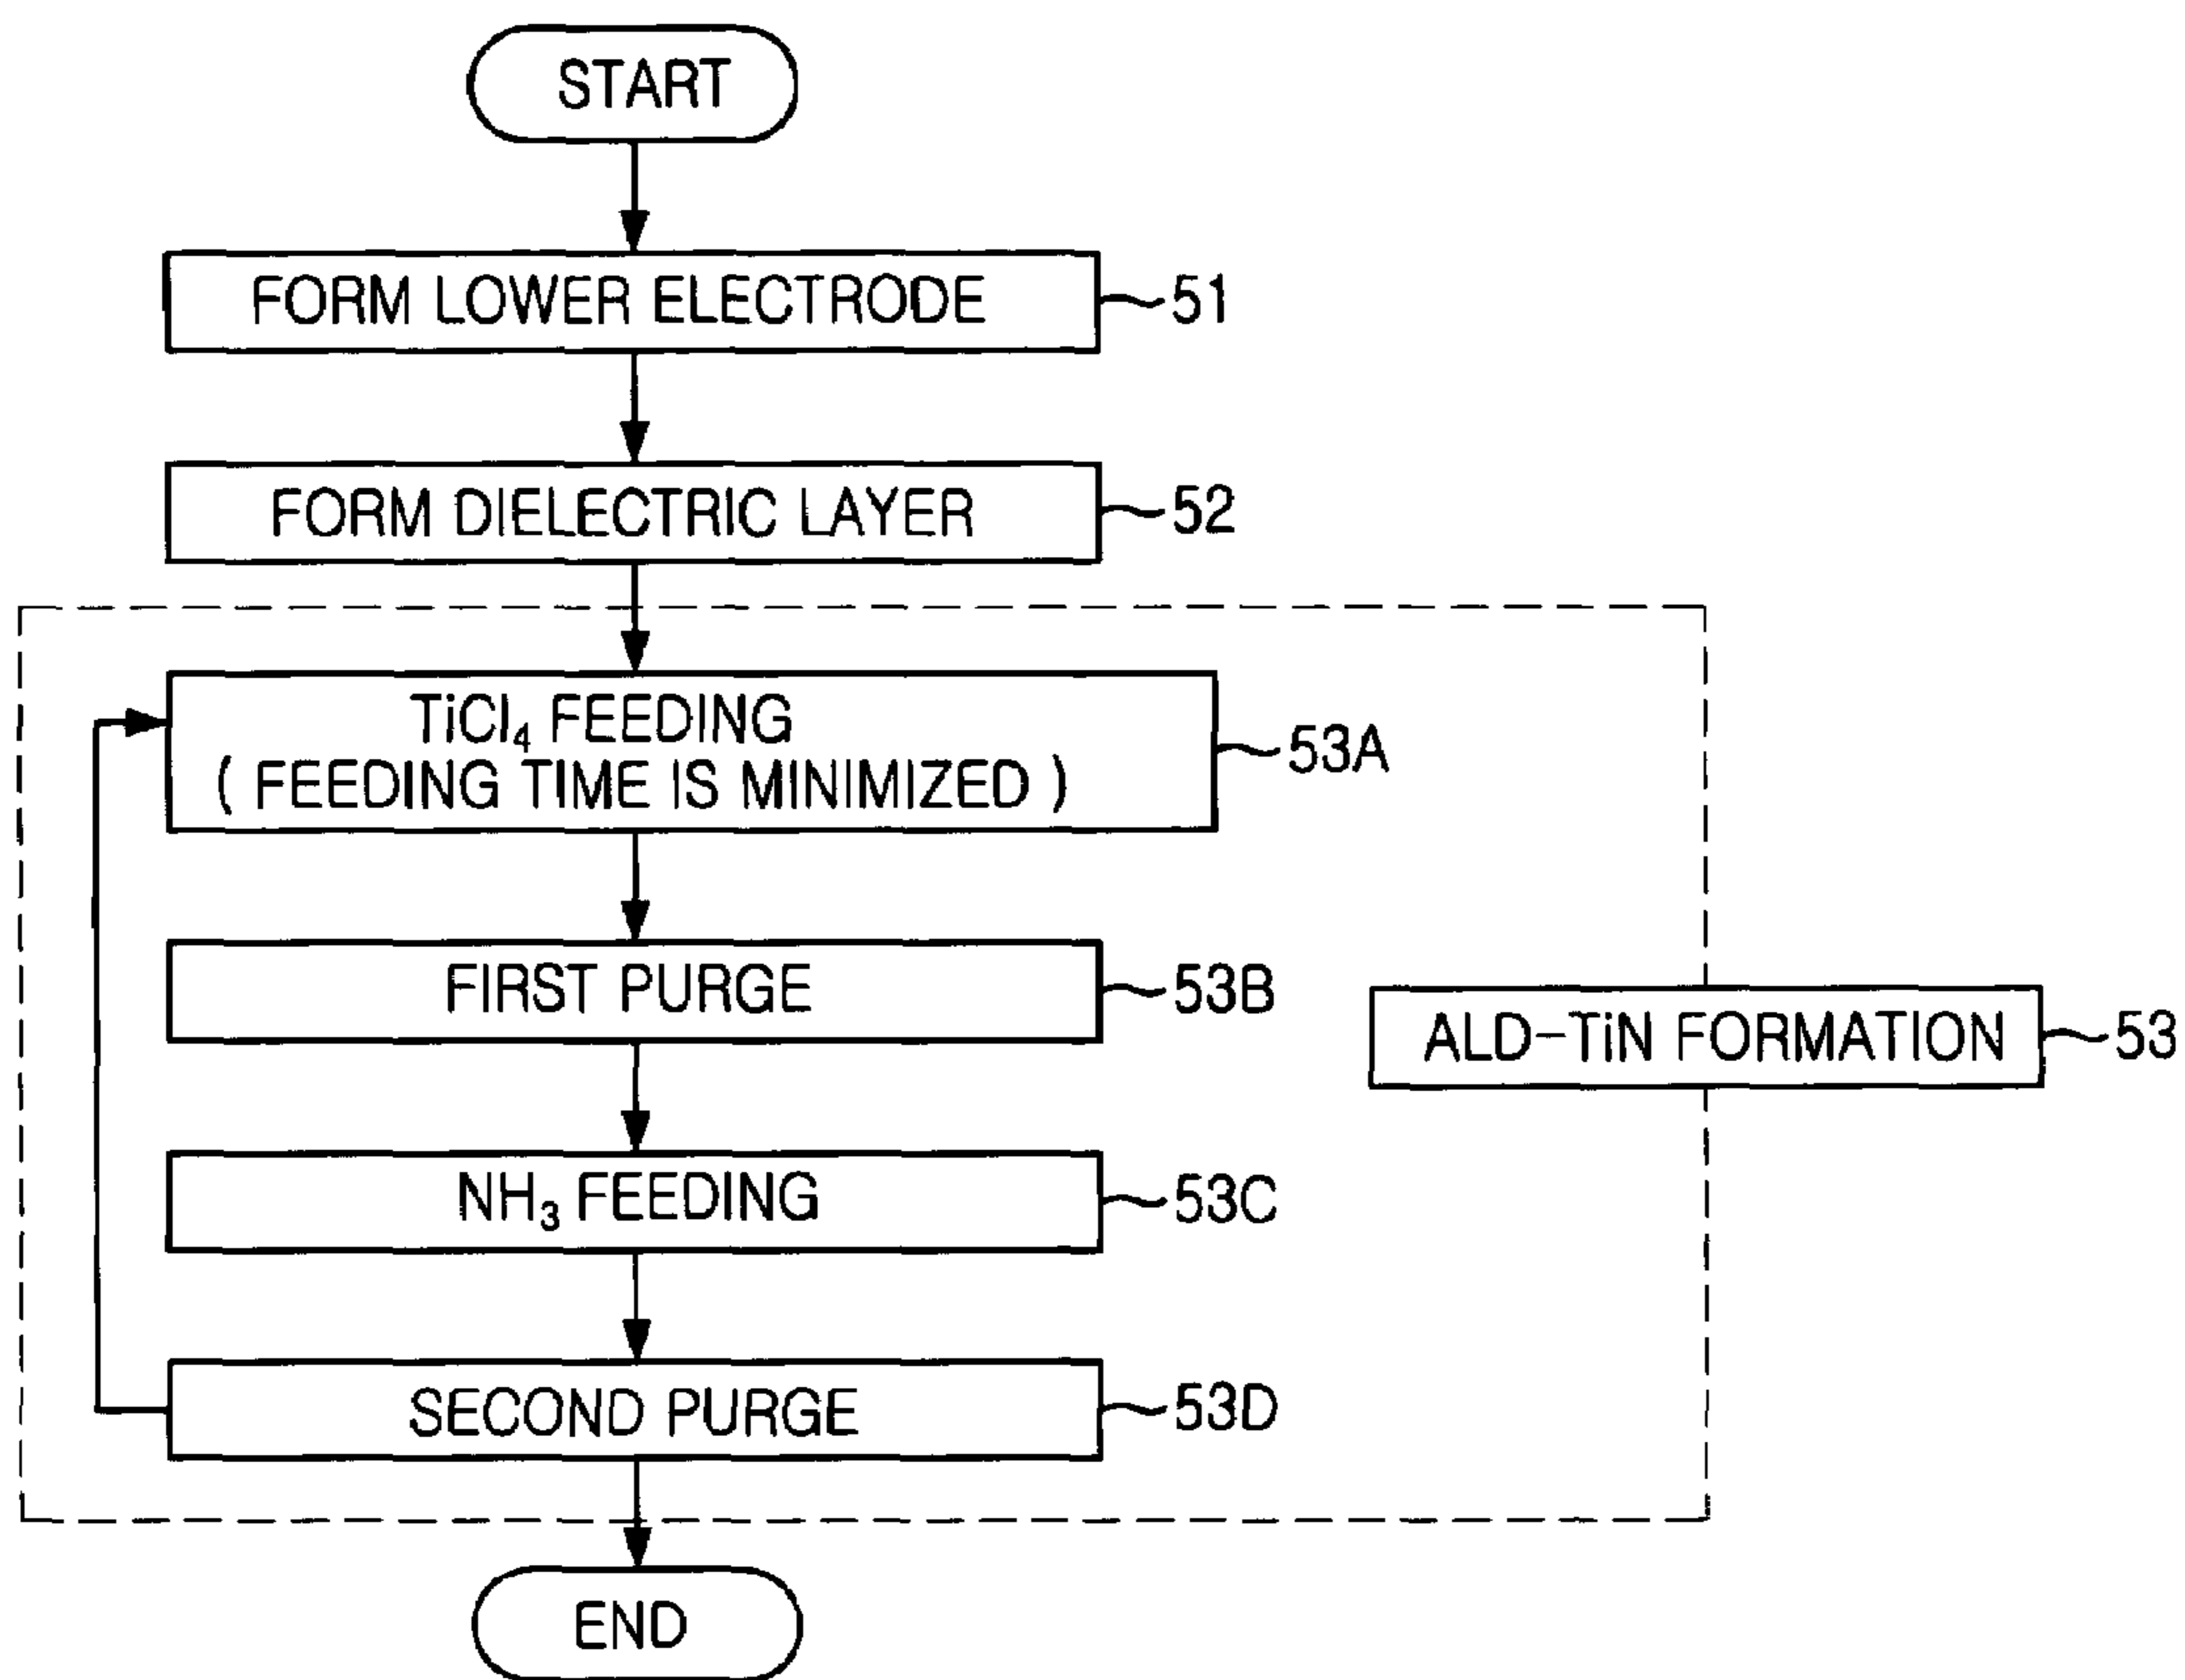 START
FORM LOWER ELECTRODE
51
FORM DIELECTRIC LAYER
52
TiCl₄ FEEDING
( FEEDING TIME IS MINIMIZED )
53A
FIRST PURGE
53B
ALD-TiN FORMATION
53
NH₃ FEEDING
53C
SECOND PURGE
53D
END